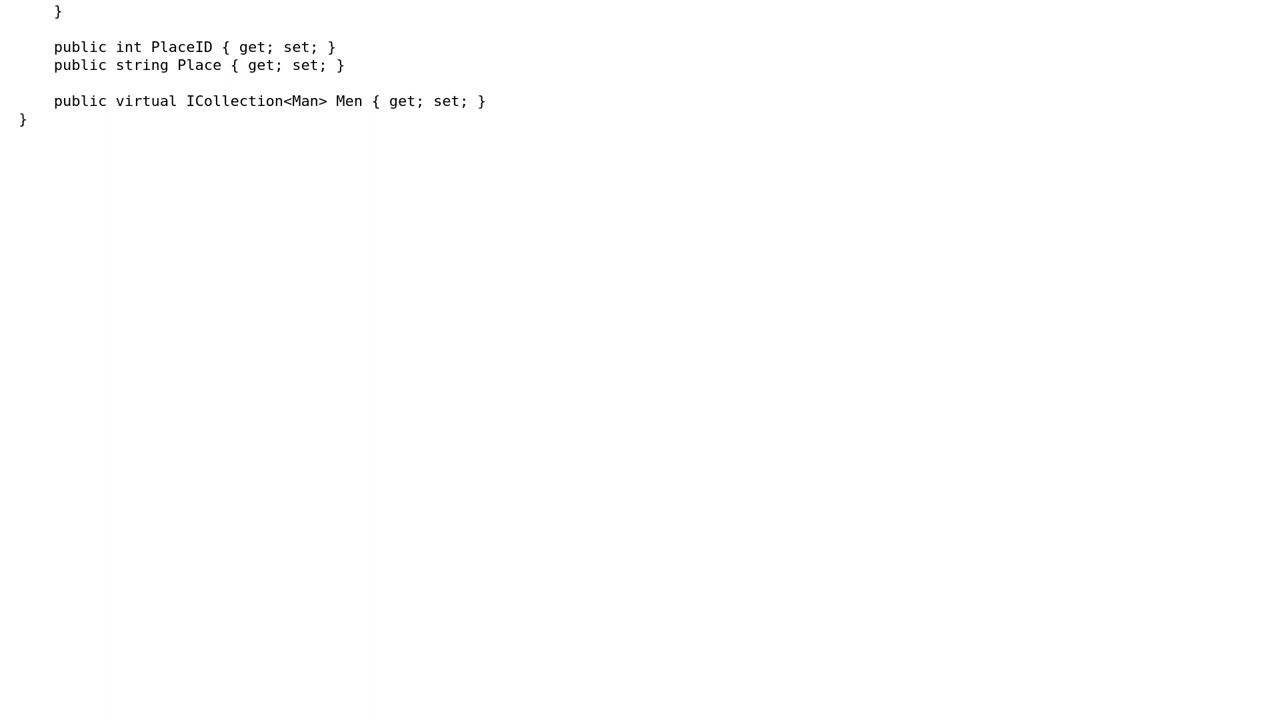 }

    public int PlaceID { get; set; }
    public string Place { get; set; }

    public virtual ICollection<Man> Men { get; set; }
}